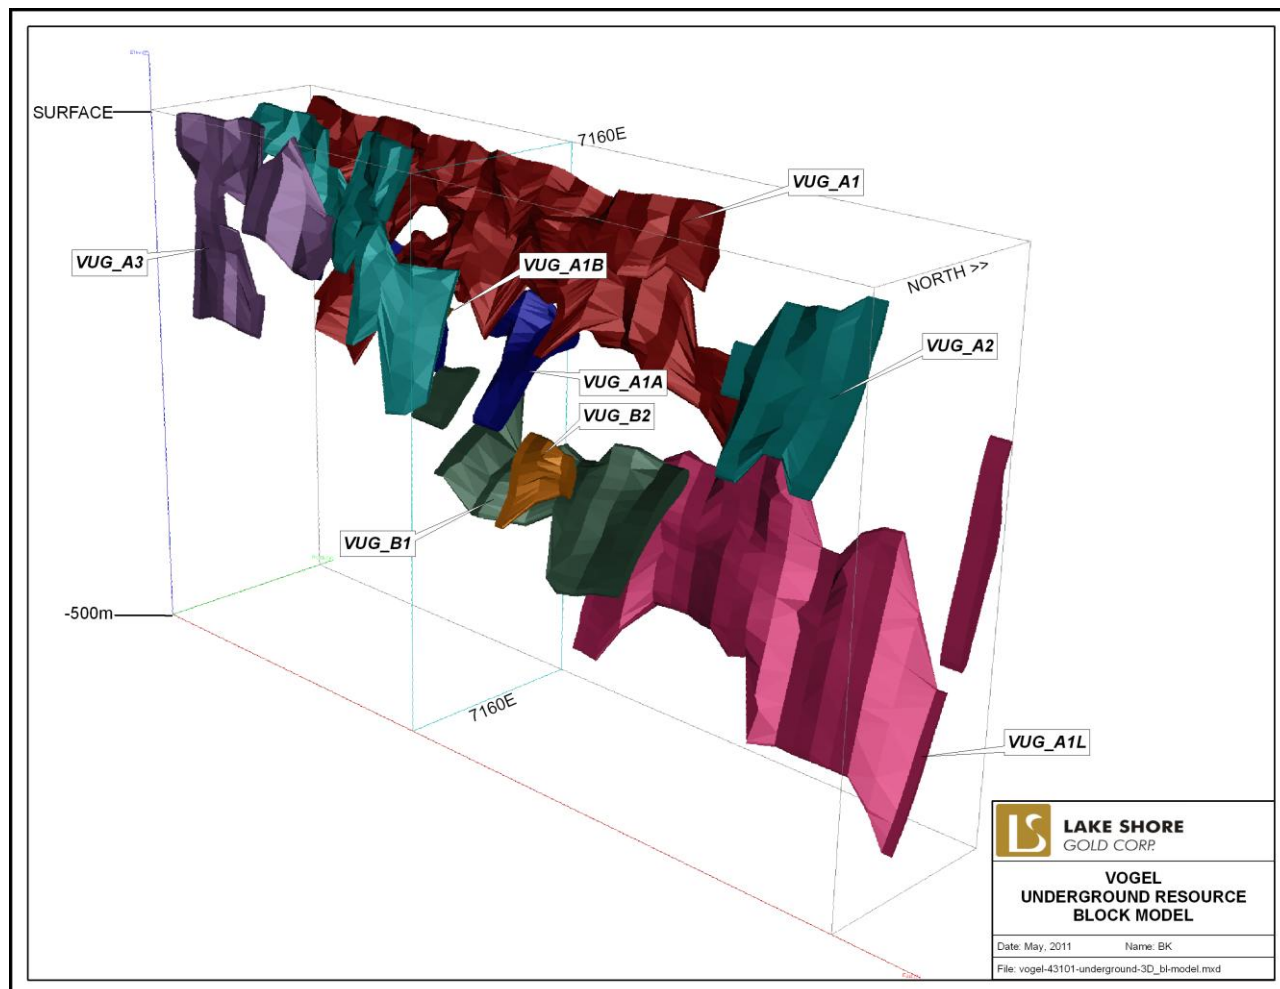 SURFACE
7160E
VUG_A1
VUG_A3
VUG_A1B
NORTH >>
VUG_A2
VUG_A1A
VUG_B2
VUG_B1
-500m
7160E
VUG_A1L
LS
LAKE SHORE
GOLD CORP.
VOGEL
UNDERGROUND RESOURCE
BLOCK MODEL
Date: May, 2011 Name: BK
File: vogel-43101-underground-3D_bl-model.mxd